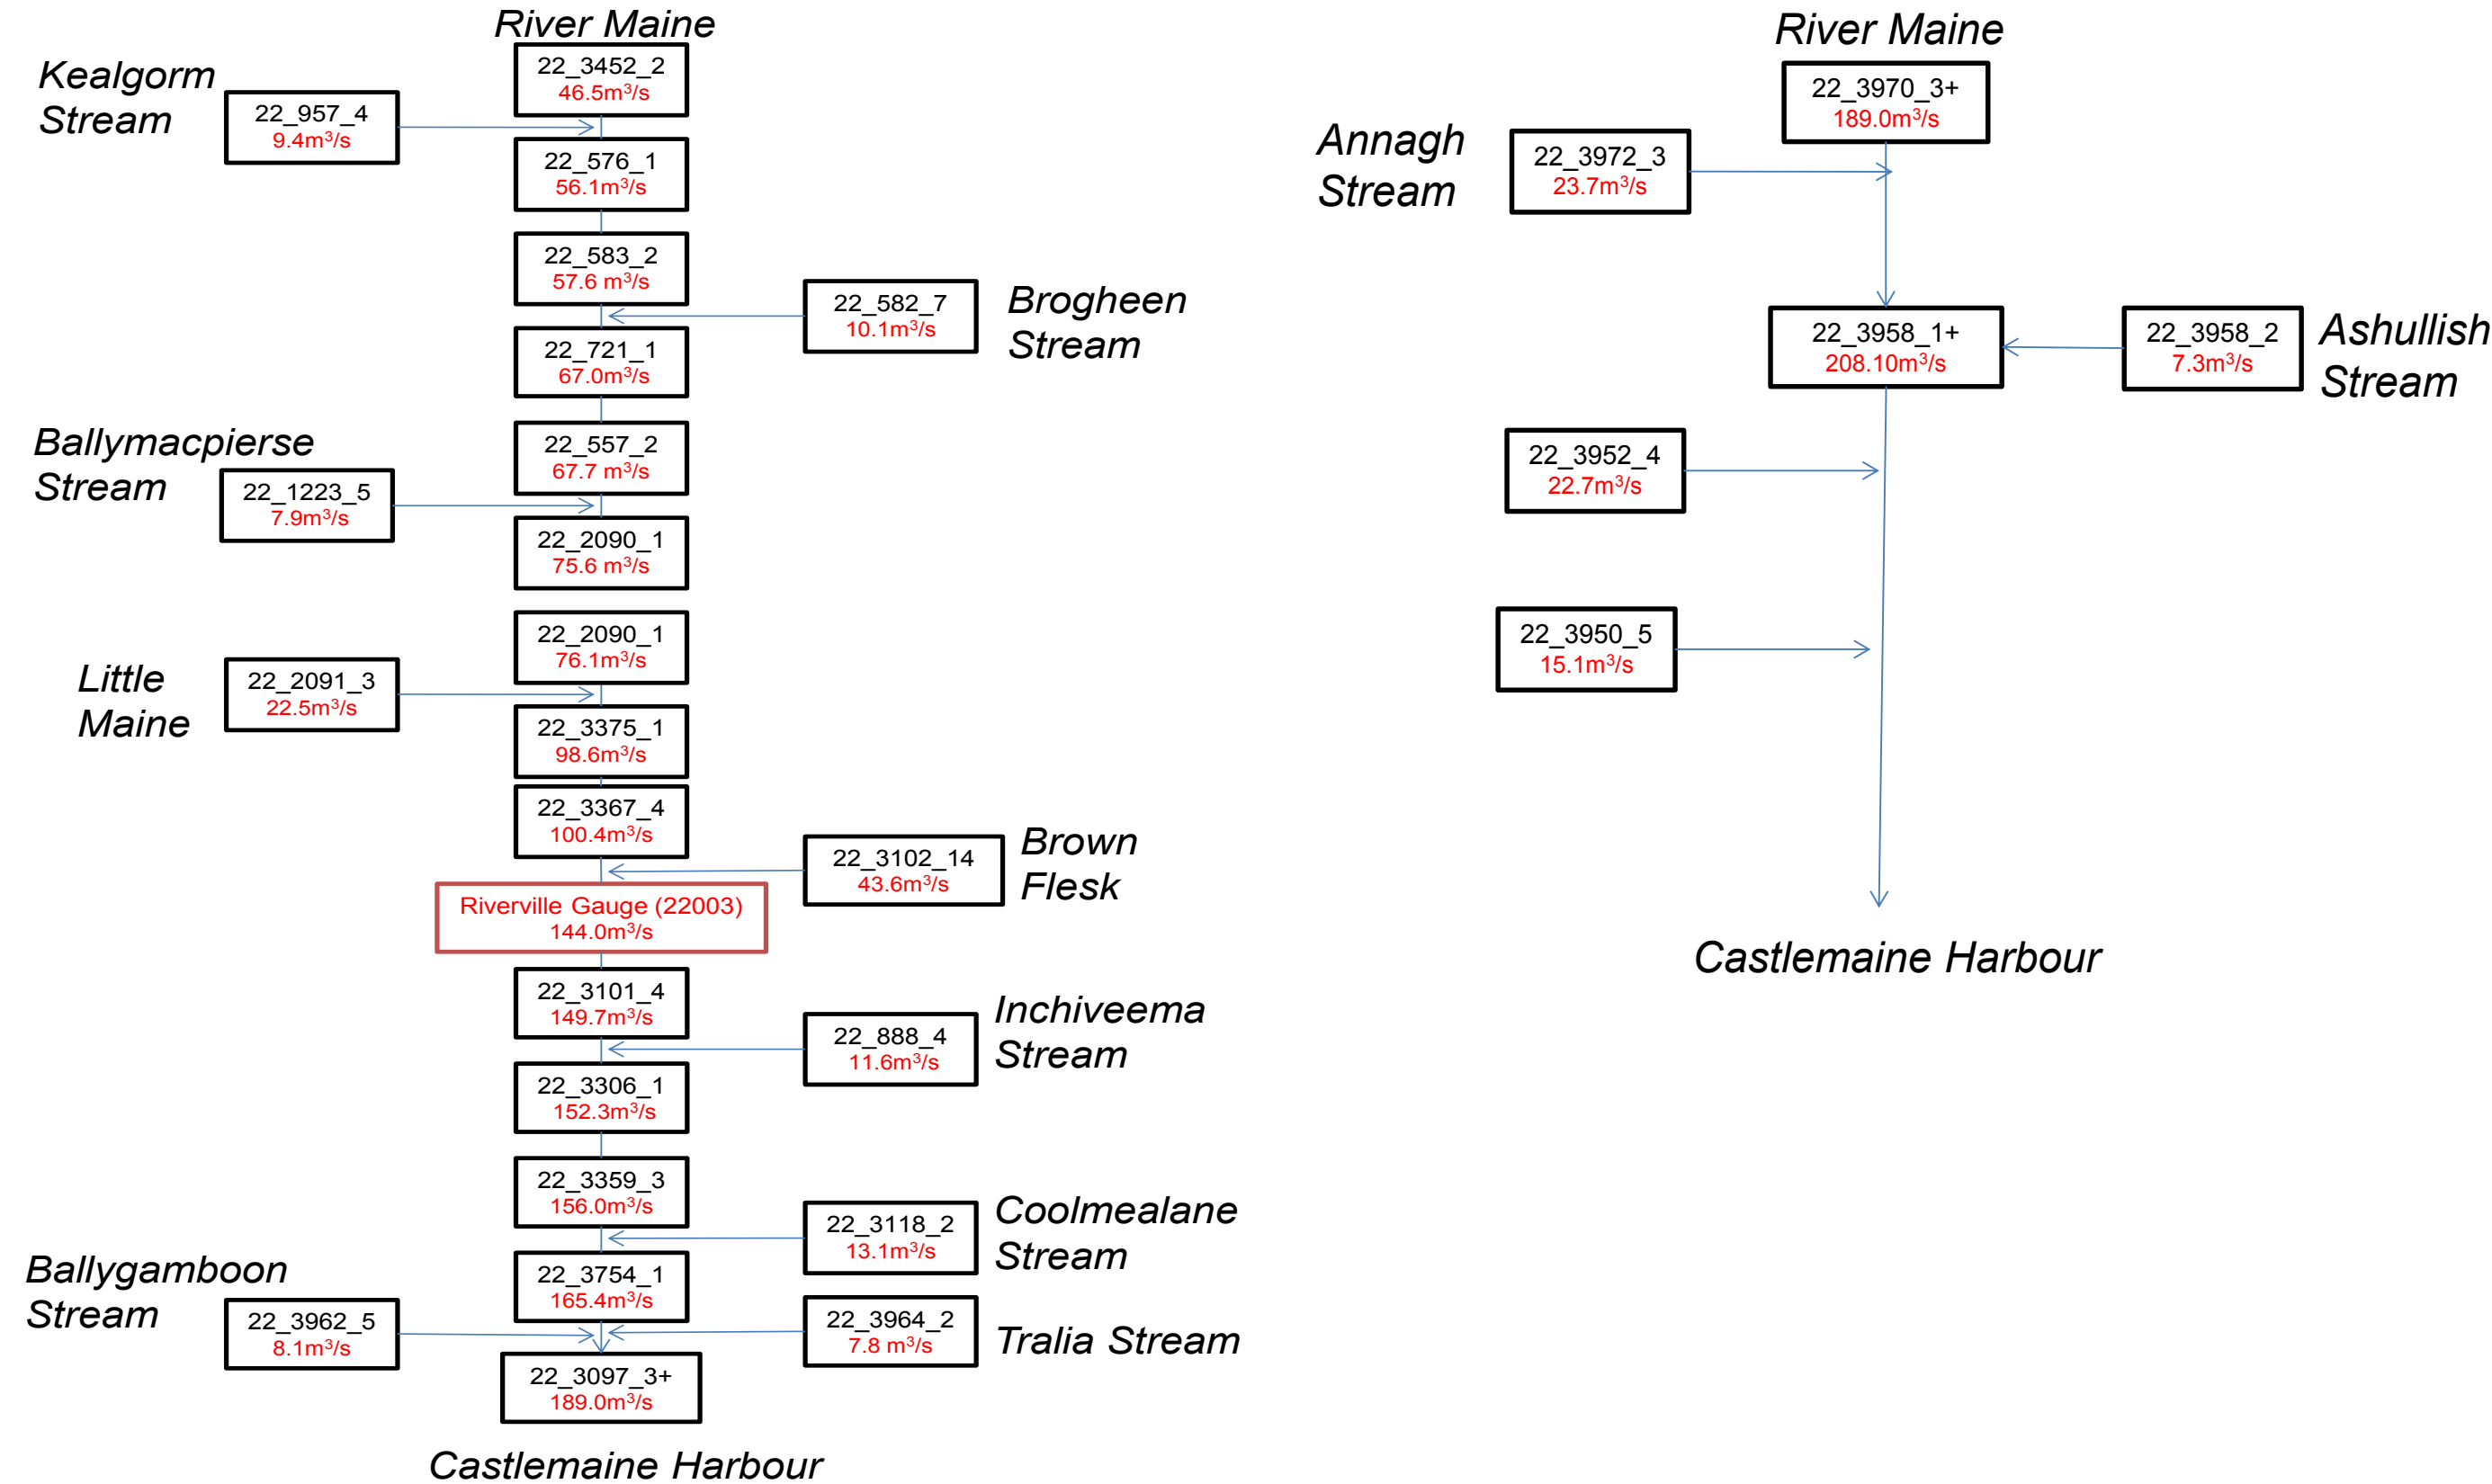 River Maine
Kealgorm
Stream
22_3452_2
46.5m³/s
22_957_4
9.4m³/s
22_576_1
56.1m³/s
22_583_2
57.6 m³/s
22_582_7
10.1m³/s
Brogheen
Stream
22_721_1
67.0m³/s
Ballymacpierse
Stream
22_557_2
67.7 m³/s
22_1223_5
7.9m³/s
22_2090_1
75.6 m³/s
22_2090_1
76.1m³/s
Little
Maine
22_2091_3
22.5m³/s
22_3375_1
98.6m³/s
22_3367_4
100.4m³/s
22_3102_14
43.6m³/s
Brown
Flesk
Riverville Gauge (22003)
144.0m³/s
22_3101_4
149.7m³/s
22_888_4
11.6m³/s
Inchiveema
Stream
22_3306_1
152.3m³/s
22_3359_3
156.0m³/s
22_3118_2
13.1m³/s
Coolmealane
Stream
22_3754_1
165.4m³/s
Ballygamboon
Stream
22_3962_5
8.1m³/s
22_3964_2
7.8 m³/s
Tralia Stream
22_3097_3+
189.0m³/s
Castlemaine Harbour
River Maine
22_3970_3+
189.0m³/s
Annagh
Stream
22_3972_3
23.7m³/s
22_3958_1+
208.10m³/s
22_3958_2
7.3m³/s
Ashullish
Stream
22_3952_4
22.7m³/s
22_3950_5
15.1m³/s
Castlemaine Harbour